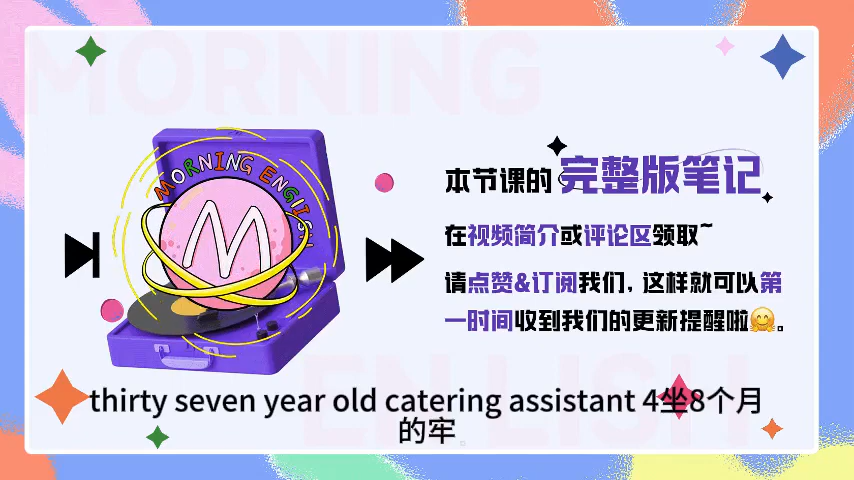 MORNING
MORNING ENGLISH
M
本节课的 完整版笔记
在视频简介或评论区领取~
请点赞&订阅我们，这样就可以第
一时间收到我们的更新提醒啦🤗。
ENGLISH
thirty seven year old catering assistant 4坐8个月
的牢